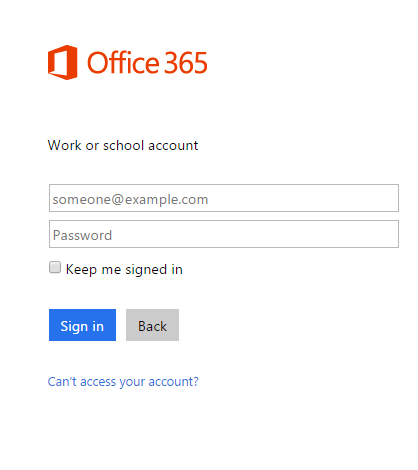 Office 365
Work or school account
someone@example.com
Password
Keep me signed in
Sign in Back
Can't access your account?